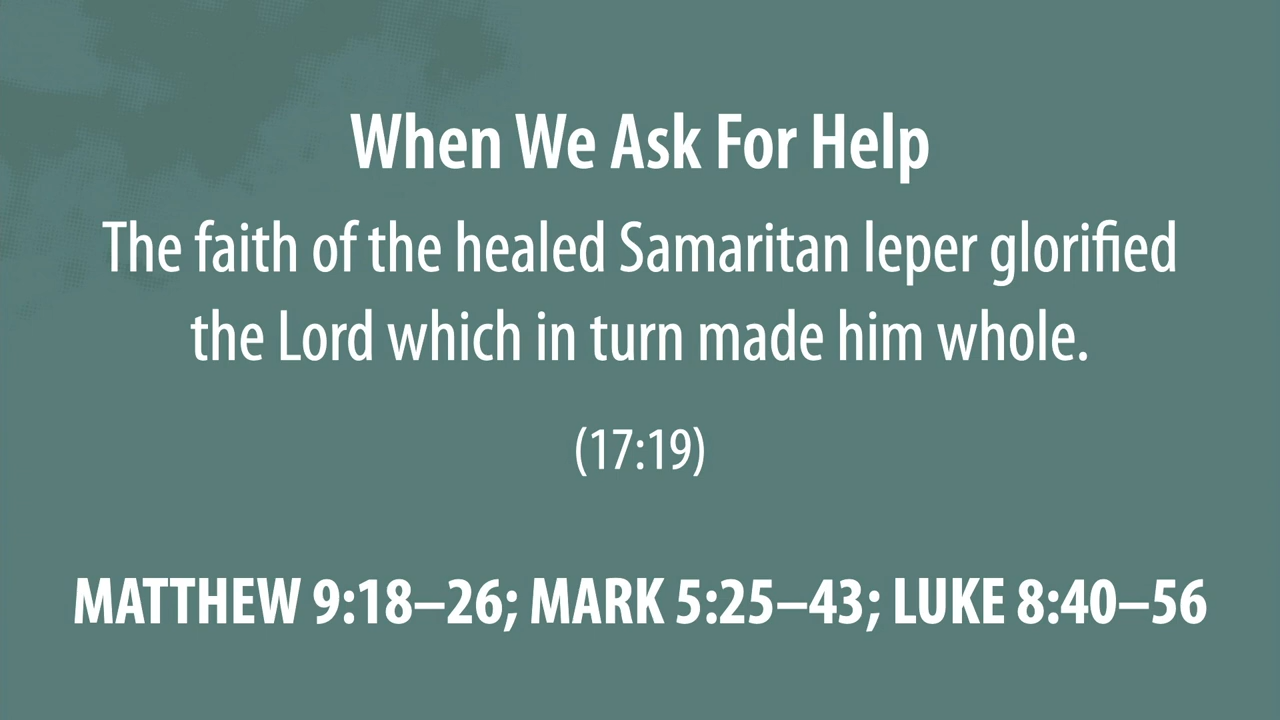 When We Ask For Help
The faith of the healed Samaritan leper glorified
the Lord which in turn made him whole.
(17:19)
MATTHEW 9:18–26; MARK 5:25–43; LUKE 8:40–56